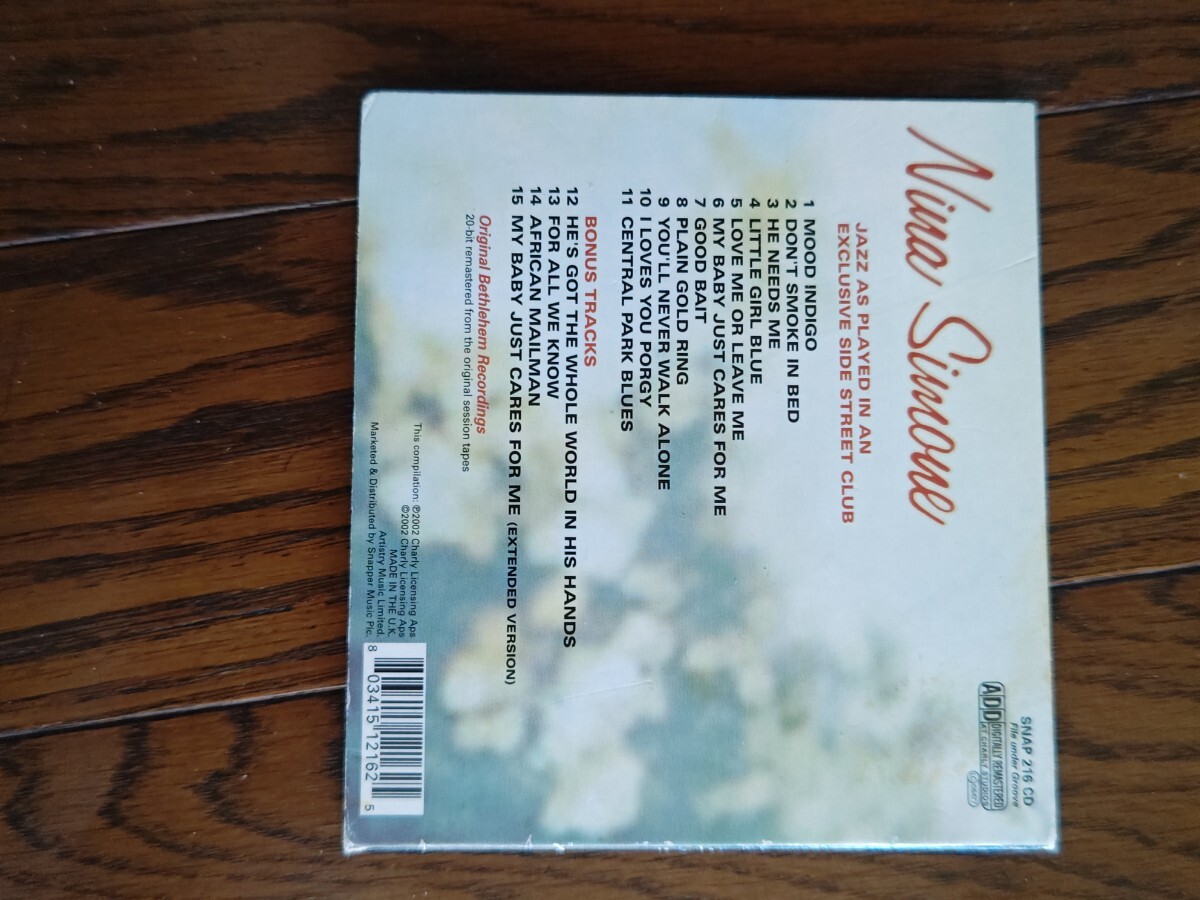 SNAP 216 CD
File under Groove
Nina Simone
ADD DIGITALLY REMASTERED
AT CHARLY STUDIOS
JAZZ AS PLAYED IN AN
EXCLUSIVE SIDE STREET CLUB
1 MOOD INDIGO
2 DON'T SMOKE IN BED
3 HE NEEDS ME
4 LITTLE GIRL BLUE
5 LOVE ME OR LEAVE ME
6 MY BABY JUST CARES FOR ME
7 GOOD BAIT
8 PLAIN GOLD RING
9 YOU'LL NEVER WALK ALONE
10 I LOVES YOU PORGY
11 CENTRAL PARK BLUES
BONUS TRACKS
12 HE'S GOT THE WHOLE WORLD IN HIS HANDS
13 FOR ALL WE KNOW
14 AFRICAN MAILMAN
15 MY BABY JUST CARES FOR ME (EXTENDED VERSION)
Original Bethlehem Recordings
20-bit remastered from the original session tapes
This compilation: ℗2002 Charly Licensing Aps
©2002 Charly Licensing Aps
MADE IN THE U.K.
Artistry Music Limited.
Marketed & Distributed by Snapper Music Plc.
8 03415 12162 5